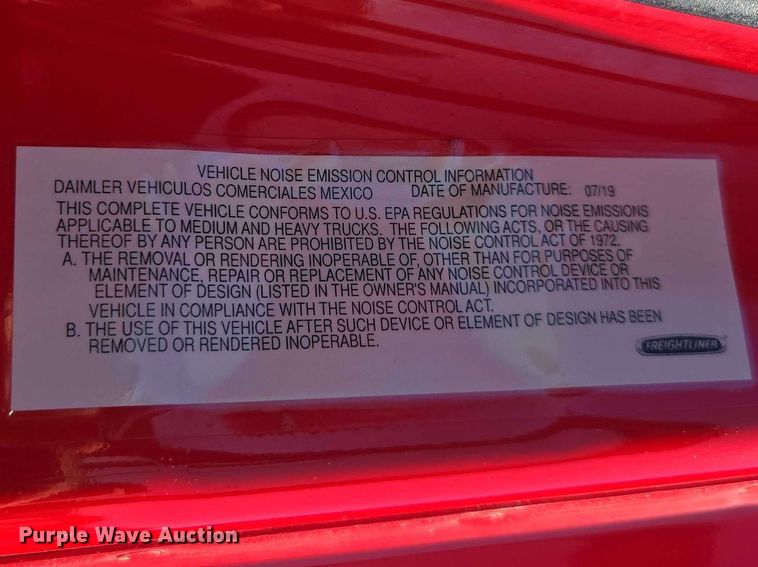 VEHICLE NOISE EMISSION CONTROL INFORMATION
DAIMLER VEHICULOS COMERCIALES MEXICO DATE OF MANUFACTURE: 07/19
THIS COMPLETE VEHICLE CONFORMS TO U.S. EPA REGULATIONS FOR NOISE EMISSIONS
APPLICABLE TO MEDIUM AND HEAVY TRUCKS. THE FOLLOWING ACTS, OR THE CAUSING
THEREOF BY ANY PERSON ARE PROHIBITED BY THE NOISE CONTROL ACT OF 1972.
A. THE REMOVAL OR RENDERING INOPERABLE OF, OTHER THAN FOR PURPOSES OF
MAINTENANCE, REPAIR OR REPLACEMENT OF ANY NOISE CONTROL DEVICE OR
ELEMENT OF DESIGN (LISTED IN THE OWNER'S MANUAL) INCORPORATED INTO THIS
VEHICLE IN COMPLIANCE WITH THE NOISE CONTROL ACT.
B. THE USE OF THIS VEHICLE AFTER SUCH DEVICE OR ELEMENT OF DESIGN HAS BEEN
REMOVED OR RENDERED INOPERABLE.
FREIGHTLINER
Purple Wave Auction